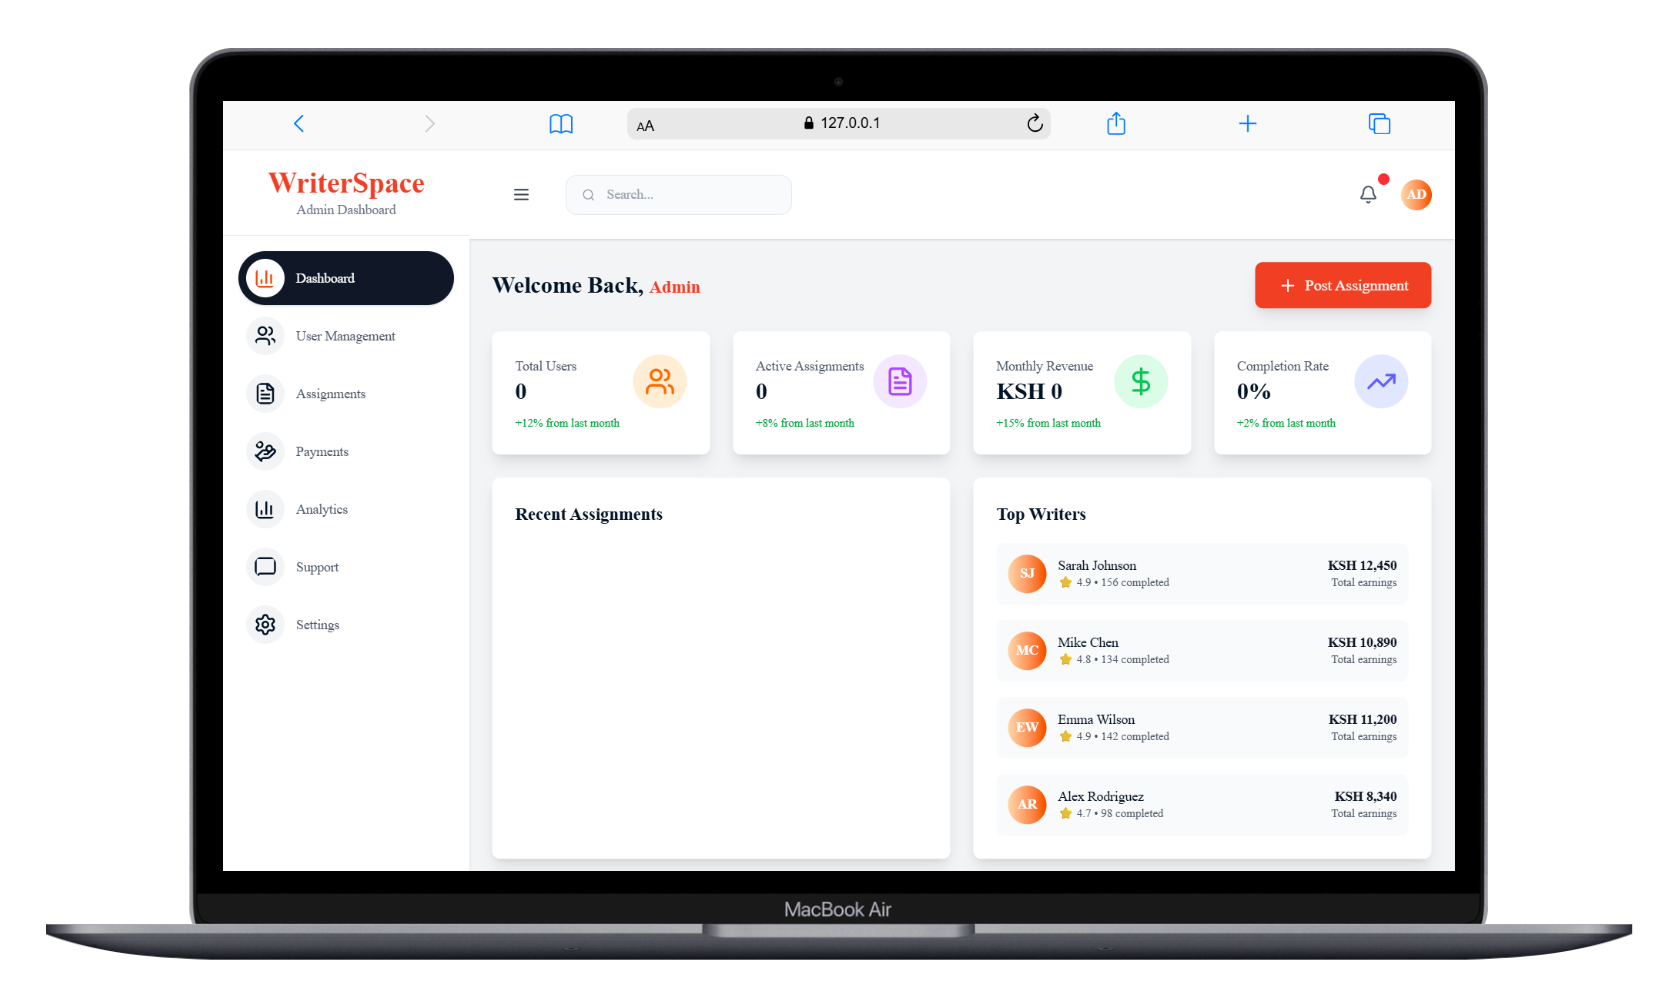 AA 127.0.0.1
WriterSpace
Admin Dashboard
Search...
AD
Dashboard
User Management
Assignments
Payments
Analytics
Support
Settings
Welcome Back, Admin
Post Assignment
Total Users
0
+12% from last month
Active Assignments
0
+8% from last month
Monthly Revenue
KSH 0
+15% from last month
Completion Rate
0%
+2% from last month
Recent Assignments
Top Writers
SJ
Sarah Johnson
4.9 • 156 completed
KSH 12,450
Total earnings
MC
Mike Chen
4.8 • 134 completed
KSH 10,890
Total earnings
EW
Emma Wilson
4.9 • 142 completed
KSH 11,200
Total earnings
AR
Alex Rodriguez
4.7 • 98 completed
KSH 8,340
Total earnings
MacBook Air